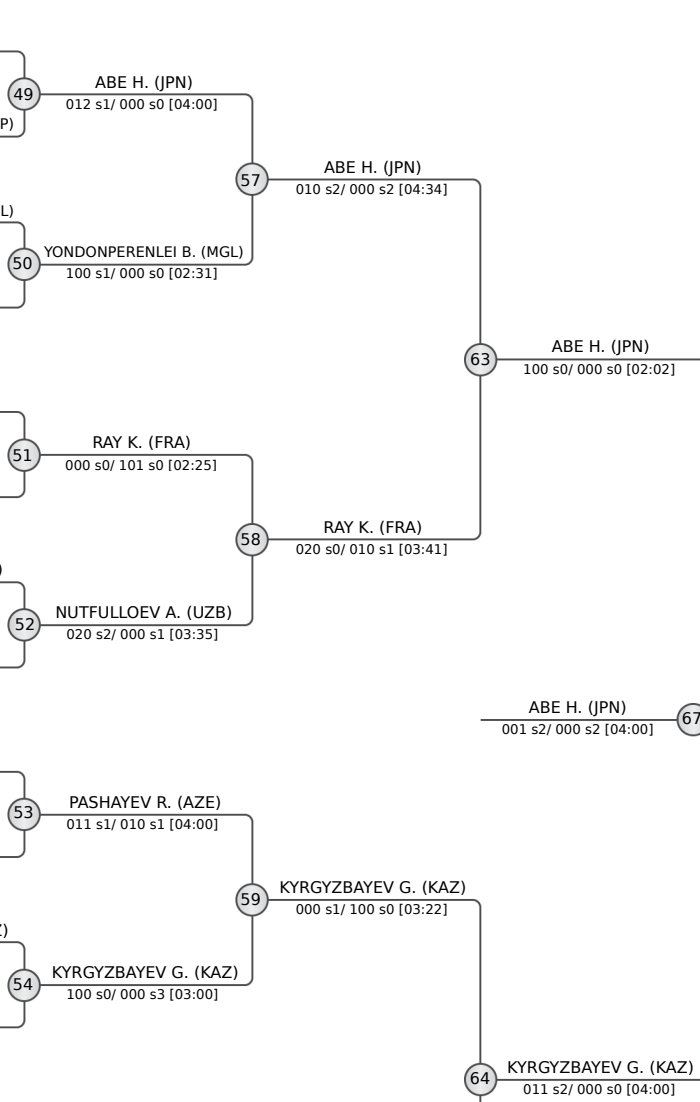 ABE H. (JPN)
49
012 s1/ 000 s0 [04:00]
P)
ABE H. (JPN)
57
010 s2/ 000 s2 [04:34]
L)
YONDONPERENLEI B. (MGL)
50
100 s1/ 000 s0 [02:31]
ABE H. (JPN)
63
100 s0/ 000 s0 [02:02]
RAY K. (FRA)
51
000 s0/ 101 s0 [02:25]
RAY K. (FRA)
58
020 s0/ 010 s1 [03:41]
)
NUTFULLOEV A. (UZB)
52
020 s2/ 000 s1 [03:35]
ABE H. (JPN)
67
001 s2/ 000 s2 [04:00]
PASHAYEV R. (AZE)
53
011 s1/ 010 s1 [04:00]
KYRGYZBAYEV G. (KAZ)
59
000 s1/ 100 s0 [03:22]
Z)
KYRGYZBAYEV G. (KAZ)
54
100 s0/ 000 s3 [03:00]
KYRGYZBAYEV G. (KAZ)
64
011 s2/ 000 s0 [04:00]